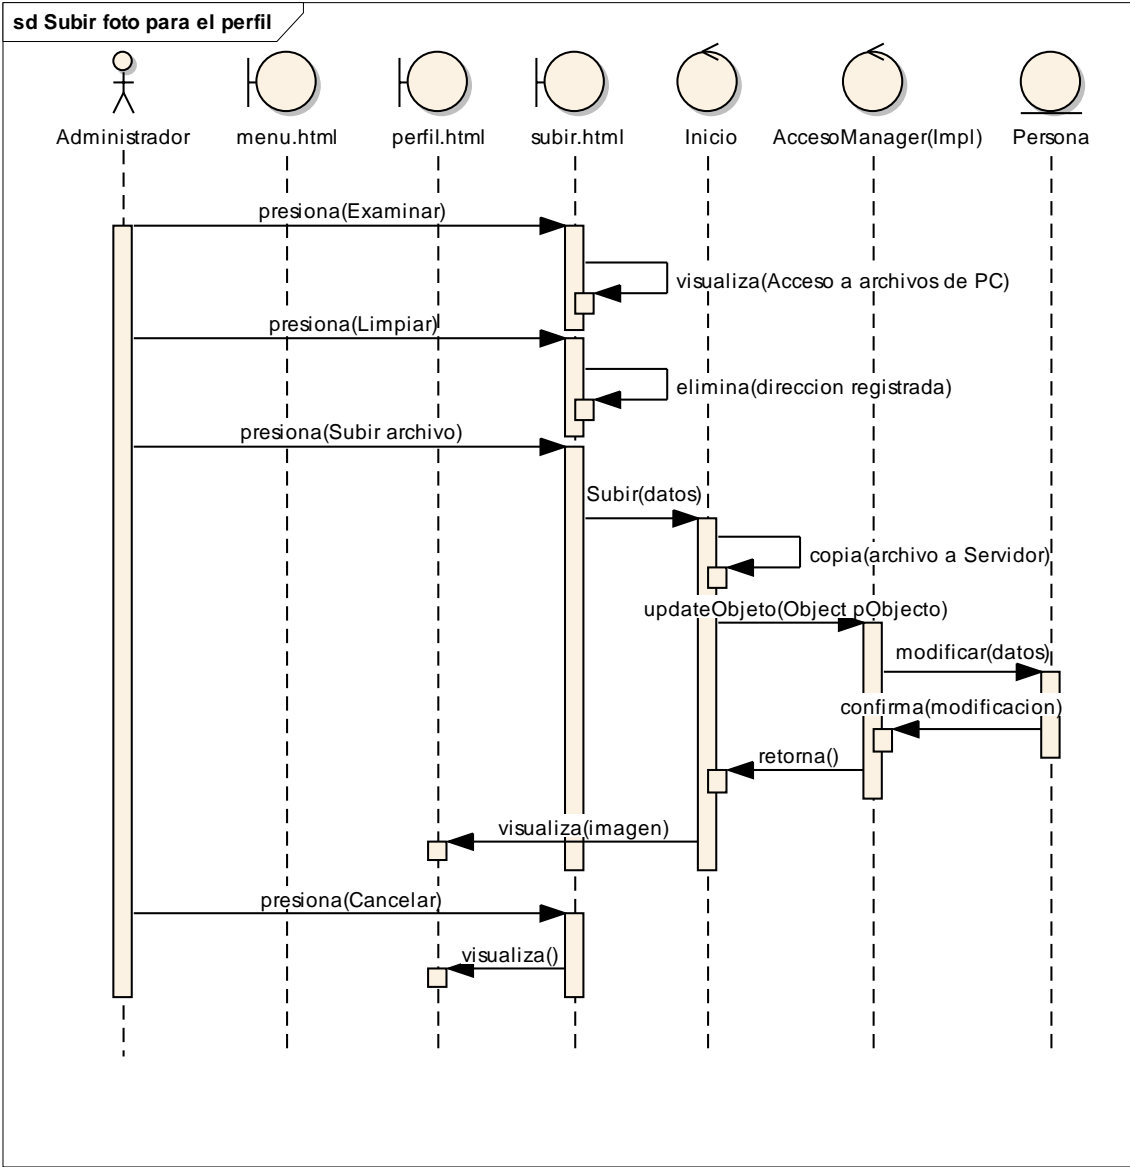 sd Subir foto para el perfil
Administrador
menu.html
perfil.html
subir.html
Inicio
AccesoManager(Impl)
Persona
presiona(Examinar)
visualiza(Acceso a archivos de PC)
presiona(Limpiar)
elimina(direccion registrada)
presiona(Subir archivo)
Subir(datos)
copia(archivo a Servidor)
updateObjeto(Object pObjecto)
modificar(datos)
confirma(modificacion)
retorna()
visualiza(imagen)
presiona(Cancelar)
visualiza()